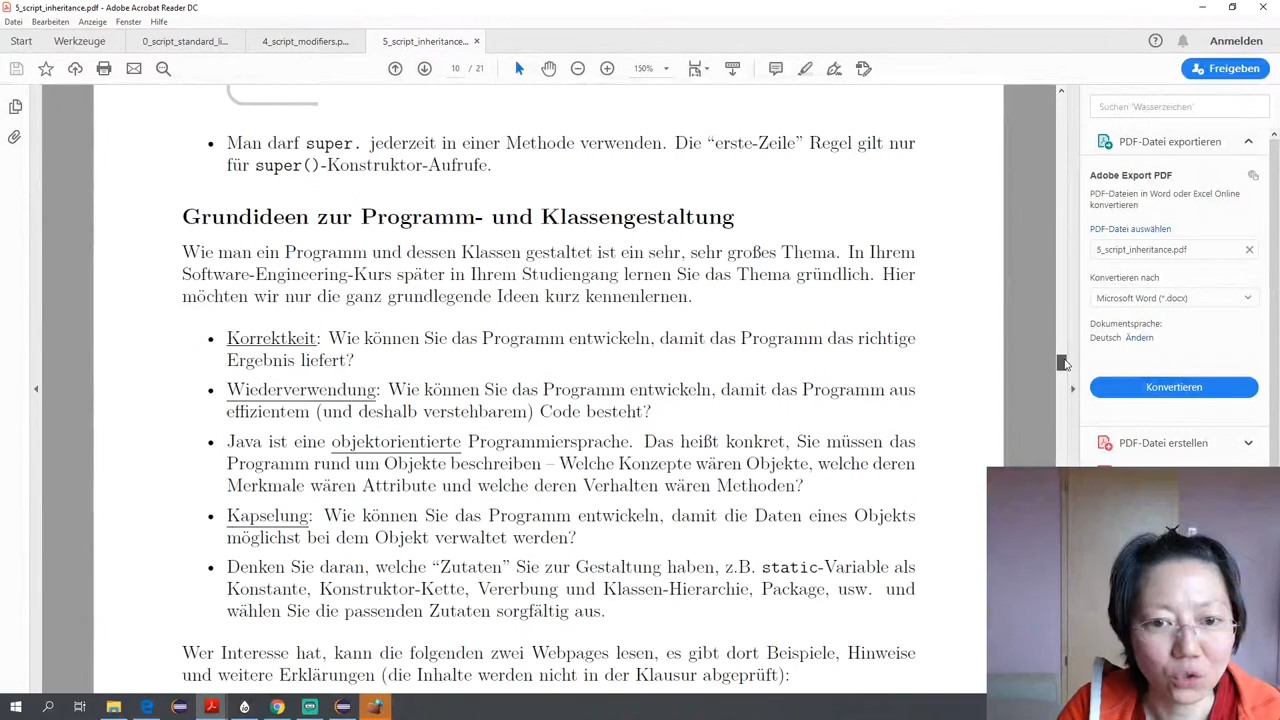 5_script_inheritance.pdf - Adobe Acrobat Reader DC
Datei Bearbeiten Anzeige Fenster Hilfe
Start Werkzeuge 0_script_standard_li... 4_script_modifiers.p... 5_script_inheritance... × Anmelden
10 / 21 150% Freigeben
• Man darf super. jederzeit in einer Methode verwenden. Die “erste-Zeile” Regel gilt nur
für super()-Konstruktor-Aufrufe.
Grundideen zur Programm- und Klassengestaltung
Wie man ein Programm und dessen Klassen gestaltet ist ein sehr, sehr großes Thema. In Ihrem
Software-Engineering-Kurs später in Ihrem Studiengang lernen Sie das Thema gründlich. Hier
möchten wir nur die ganz grundlegende Ideen kurz kennenlernen.
• Korrektkeit: Wie können Sie das Programm entwickeln, damit das Programm das richtige
Ergebnis liefert?
• Wiederverwendung: Wie können Sie das Programm entwickeln, damit das Programm aus
effizientem (und deshalb verstehbarem) Code besteht?
• Java ist eine objektorientierte Programmiersprache. Das heißt konkret, Sie müssen das
Programm rund um Objekte beschreiben – Welche Konzepte wären Objekte, welche deren
Merkmale wären Attribute und welche deren Verhalten wären Methoden?
• Kapselung: Wie können Sie das Programm entwickeln, damit die Daten eines Objekts
möglichst bei dem Objekt verwaltet werden?
• Denken Sie daran, welche “Zutaten” Sie zur Gestaltung haben, z.B. static-Variable als
Konstante, Konstruktor-Kette, Vererbung und Klassen-Hierarchie, Package, usw. und
wählen Sie die passenden Zutaten sorgfältig aus.
Wer Interesse hat, kann die folgenden zwei Webpages lesen, es gibt dort Beispiele, Hinweise
und weitere Erklärungen (die Inhalte werden nicht in der Klausur abgeprüft):
Suchen 'Wasserzeichen'
PDF-Datei exportieren
Adobe Export PDF
PDF-Dateien in Word oder Excel Online
konvertieren
PDF-Datei auswählen
5_script_inheritance.pdf
Konvertieren nach
Microsoft Word (*.docx)
Dokumentsprache:
Deutsch Ändern
Konvertieren
PDF-Datei erstellen